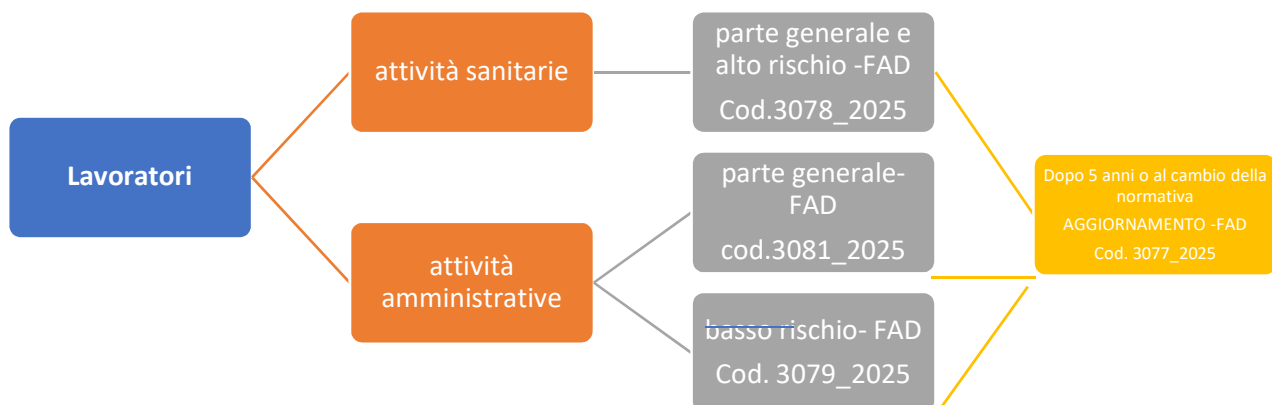 Lavoratori
attività sanitarie
attività
amministrative
parte generale e
alto rischio -FAD
Cod.3078_2025
parte generale-
FAD
cod.3081_2025
basso rischio- FAD
Cod. 3079_2025
Dopo 5 anni o al cambio della
normativa
AGGIORNAMENTO -FAD
Cod. 3077_2025